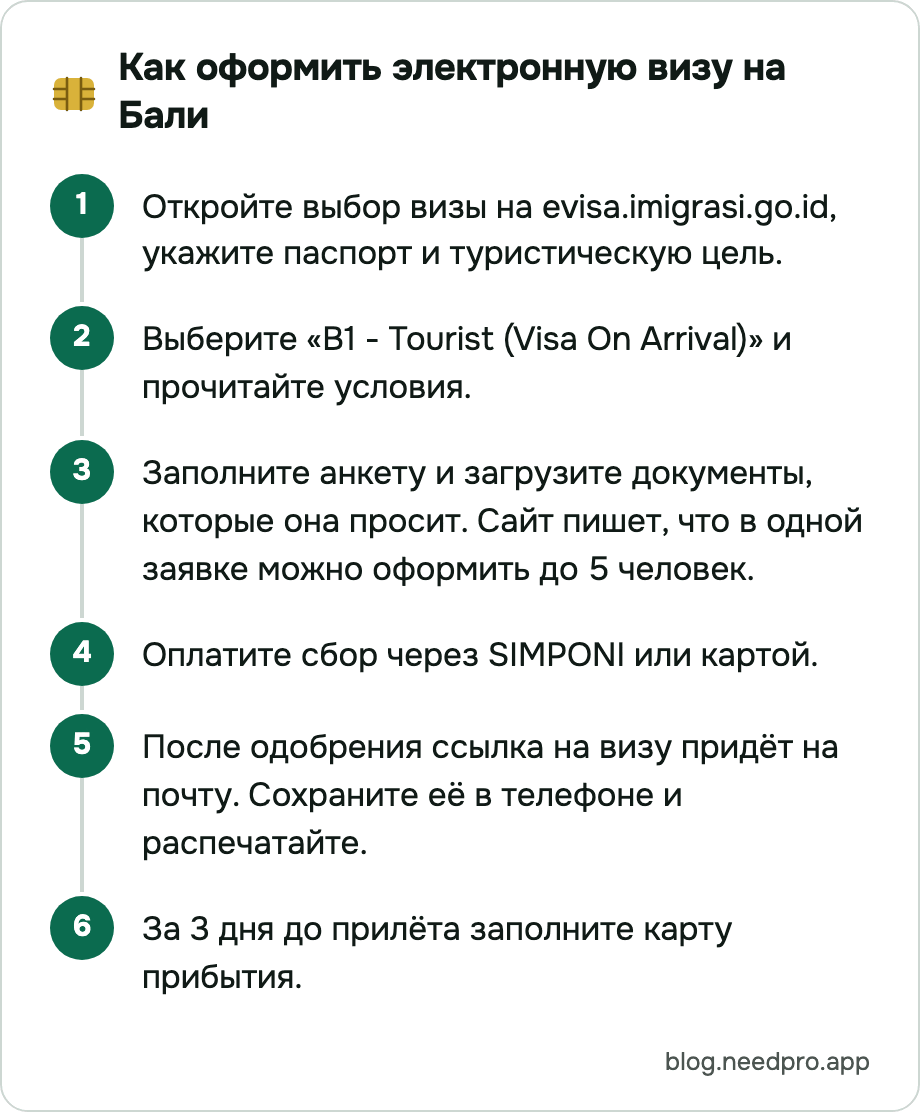 Как оформить электронную визу на
Бали
1
Откройте выбор визы на evisa.imigrasi.go.id,
укажите паспорт и туристическую цель.
2
Выберите «B1 - Tourist (Visa On Arrival)» и
прочитайте условия.
3
Заполните анкету и загрузите документы,
которые она просит. Сайт пишет, что в одной
заявке можно оформить до 5 человек.
4
Оплатите сбор через SIMPONI или картой.
5
После одобрения ссылка на визу придёт на
почту. Сохраните её в телефоне и
распечатайте.
6
За 3 дня до прилёта заполните карту
прибытия.
blog.needpro.app